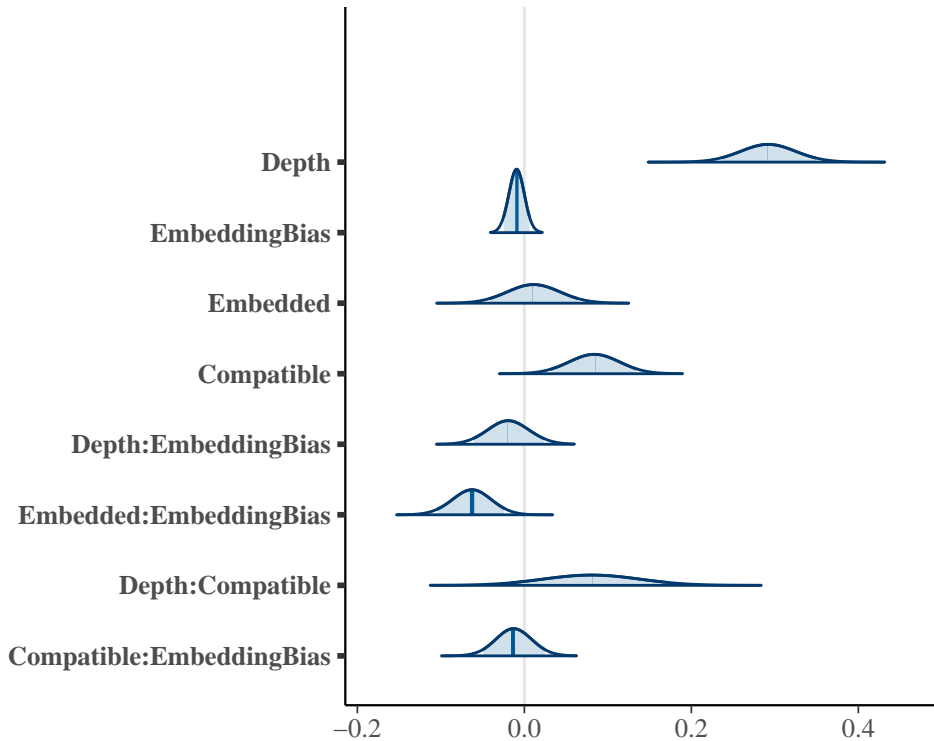 Depth
EmbeddingBias
Embedded
Compatible
Depth:EmbeddingBias
Embedded:EmbeddingBias
Depth:Compatible
Compatible:EmbeddingBias
−0.2 0.0 0.2 0.4